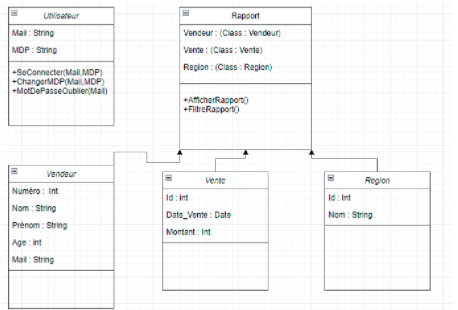 Utilisateur
Mail : String
MDP : String
+SeConnecter(Mail,MDP)
+ChangerMDP(Mail,MDP)
+MotDePasseOublier(Mail)
Rapport
Vendeur : (Class : Vendeur)
Vente : (Class : Vente)
Region : (Class : Region)
+AfficherRapport()
+FiltreRapport()
Vendeur
Numéro : Int
Nom : String
Prénom : String
Age : int
Mail : String
Vente
Id : int
Date_Vente : Date
Montant : Int
Region
Id : Int
Nom : String